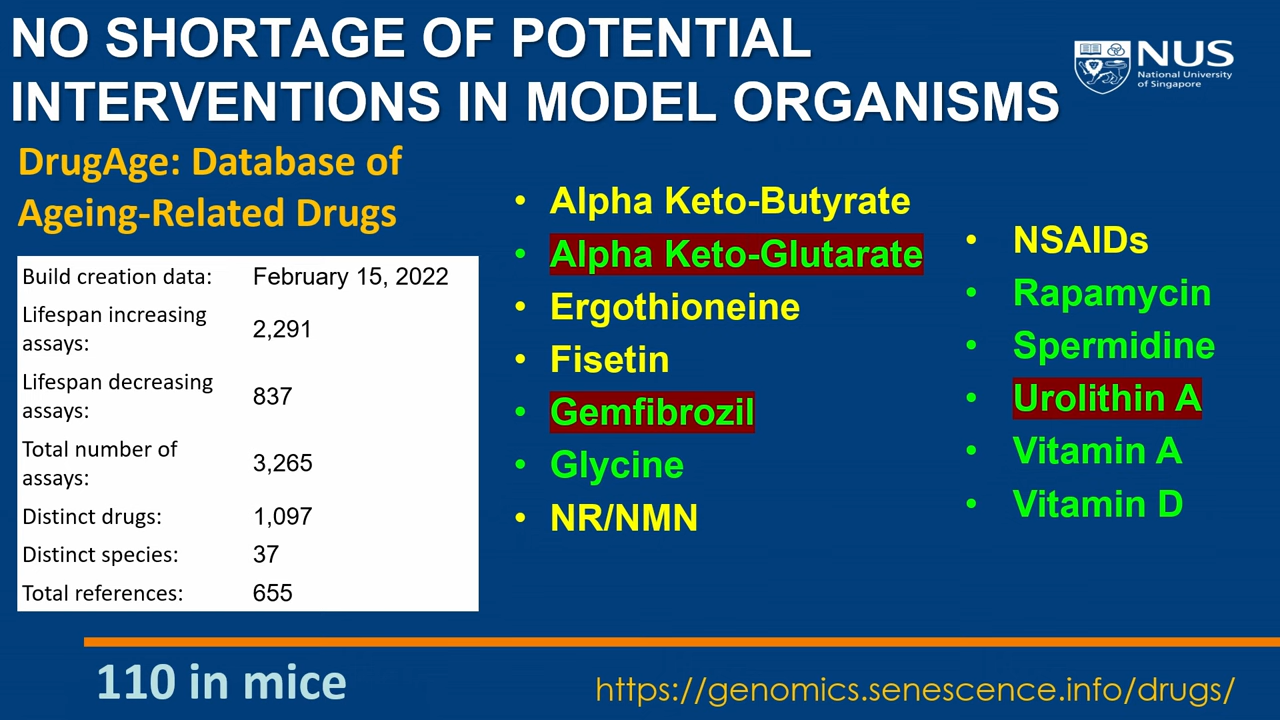 NO SHORTAGE OF POTENTIAL
INTERVENTIONS IN MODEL ORGANISMS
NUS
National University
of Singapore
DrugAge: Database of
Ageing-Related Drugs
Build creation data: February 15, 2022
Lifespan increasing
assays: 2,291
Lifespan decreasing
assays: 837
Total number of
assays: 3,265
Distinct drugs: 1,097
Distinct species: 37
Total references: 655
• Alpha Keto-Butyrate
• Alpha Keto-Glutarate
• Ergothioneine
• Fisetin
• Gemfibrozil
• Glycine
• NR/NMN
• NSAIDs
• Rapamycin
• Spermidine
• Urolithin A
• Vitamin A
• Vitamin D
110 in mice
https://genomics.senescence.info/drugs/